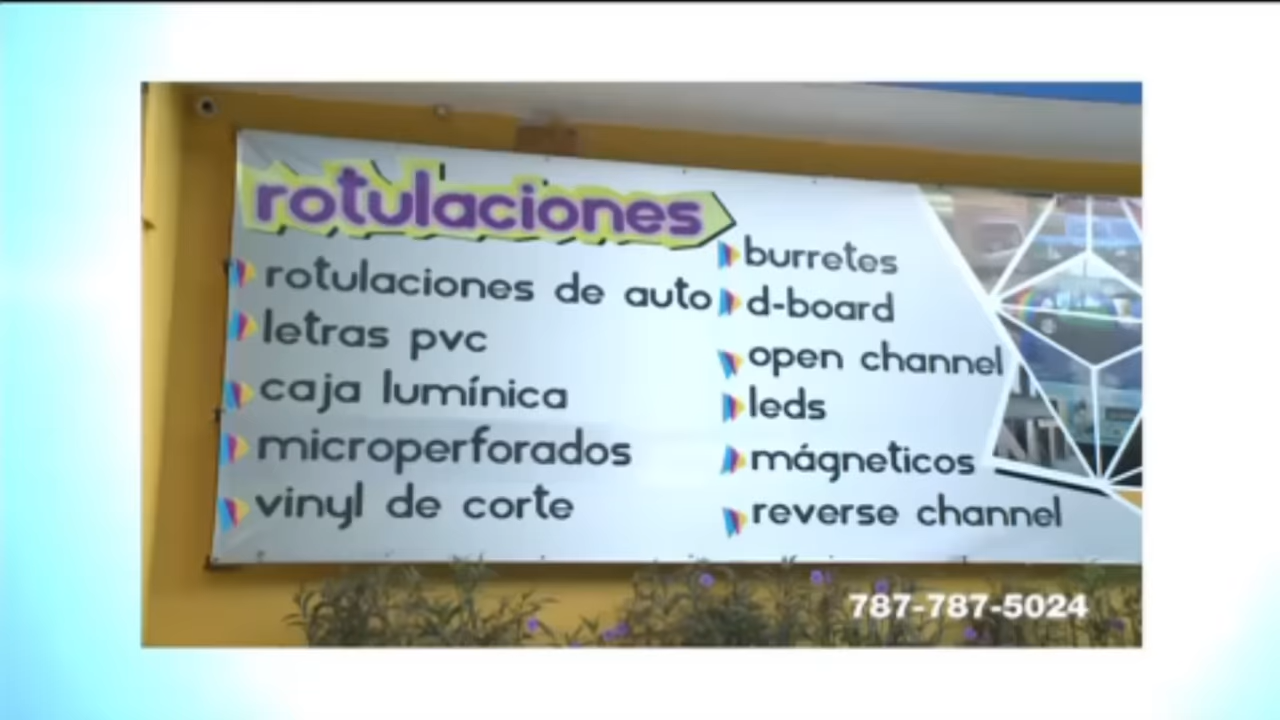 rotulaciones
rotulaciones de auto
letras pvc
caja lumínica
microperforados
vinyl de corte
burretes
d-board
open channel
leds
mágneticos
reverse channel
787-787-5024